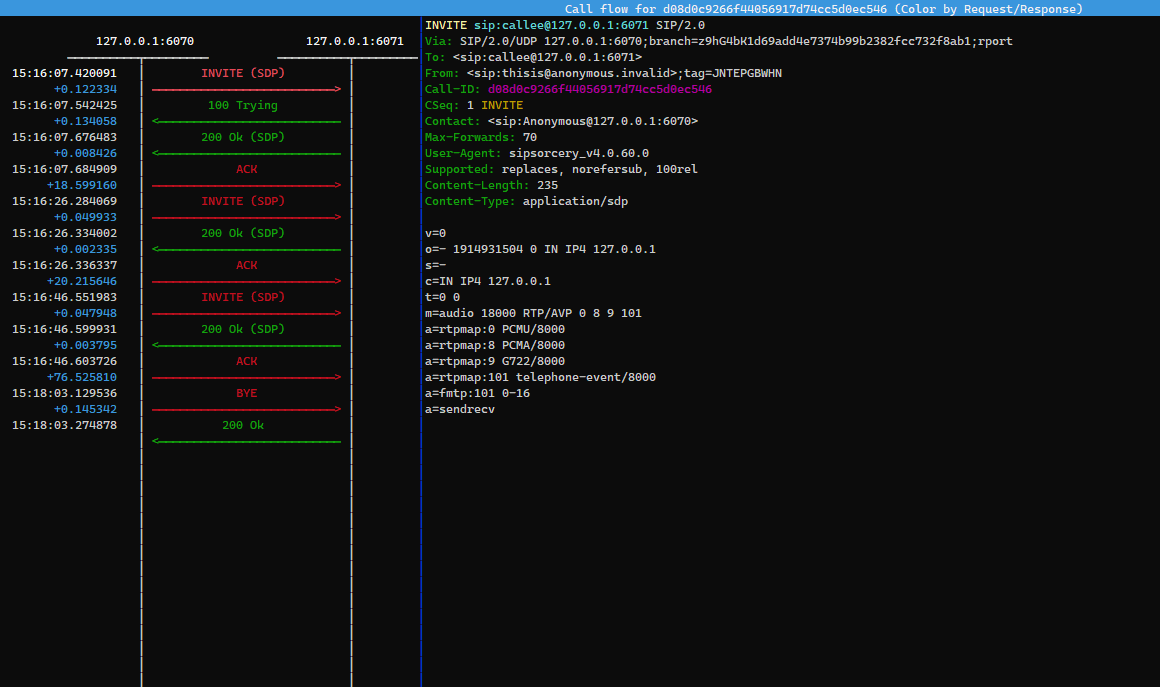 Call flow for d08d0c9266f44056917d74cc5d0ec546 (Color by Request/Response)
127.0.0.1:6070 127.0.0.1:6071
15:16:07.420091 INVITE (SDP)
+0.122334
15:16:07.542425 100 Trying
+0.134058
15:16:07.676483 200 Ok (SDP)
+0.008426
15:16:07.684909 ACK
+18.599160
15:16:26.284069 INVITE (SDP)
+0.049933
15:16:26.334002 200 Ok (SDP)
+0.002335
15:16:26.336337 ACK
+20.215646
15:16:46.551983 INVITE (SDP)
+0.047948
15:16:46.599931 200 Ok (SDP)
+0.003795
15:16:46.603726 ACK
+76.525810
15:18:03.129536 BYE
+0.145342
15:18:03.274878 200 Ok
INVITE sip:callee@127.0.0.1:6071 SIP/2.0
Via: SIP/2.0/UDP 127.0.0.1:6070;branch=z9hG4bK1d69add4e7374b99b2382fcc732f8ab1;rport
To: <sip:callee@127.0.0.1:6071>
From: <sip:thisis@anonymous.invalid>;tag=JNTEPGBWHN
Call-ID: d08d0c9266f44056917d74cc5d0ec546
CSeq: 1 INVITE
Contact: <sip:Anonymous@127.0.0.1:6070>
Max-Forwards: 70
User-Agent: sipsorcery_v4.0.60.0
Supported: replaces, norefersub, 100rel
Content-Length: 235
Content-Type: application/sdp
v=0
o=- 1914931504 0 IN IP4 127.0.0.1
s=-
c=IN IP4 127.0.0.1
t=0 0
m=audio 18000 RTP/AVP 0 8 9 101
a=rtpmap:0 PCMU/8000
a=rtpmap:8 PCMA/8000
a=rtpmap:9 G722/8000
a=rtpmap:101 telephone-event/8000
a=fmtp:101 0-16
a=sendrecv